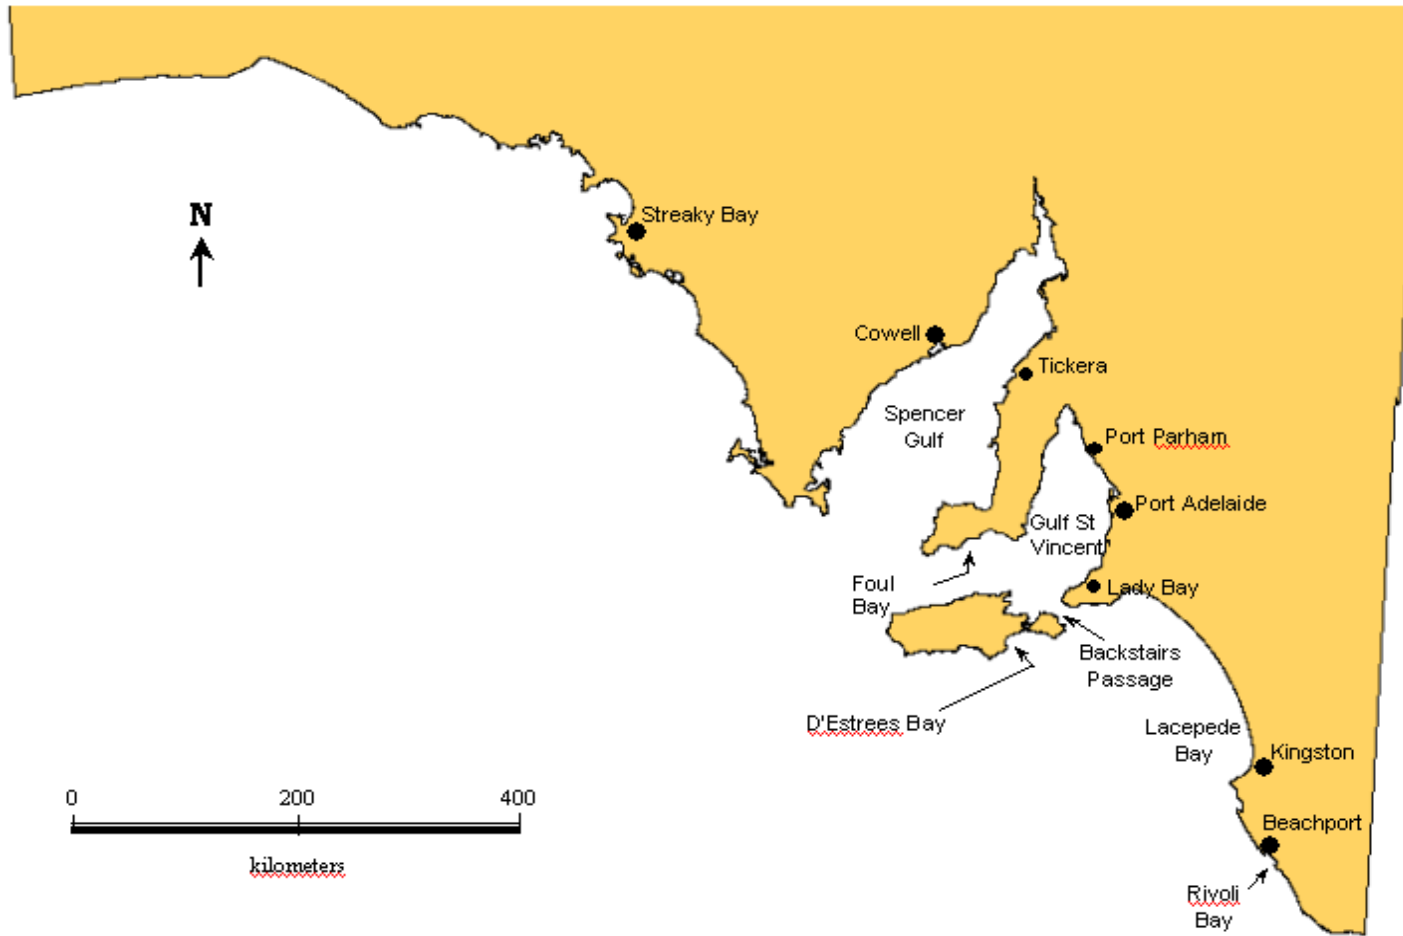 N
Streaky Bay
Cowell
Tickera
Spencer
Gulf
Port Parham
Port Adelaide
Gulf St
Vincent
Foul
Bay
Lady Bay
Backstairs
Passage
D'Estrees Bay
Lacepede
Bay
Kingston
0 200 400
kilometers
Beachport
Rivoli
Bay